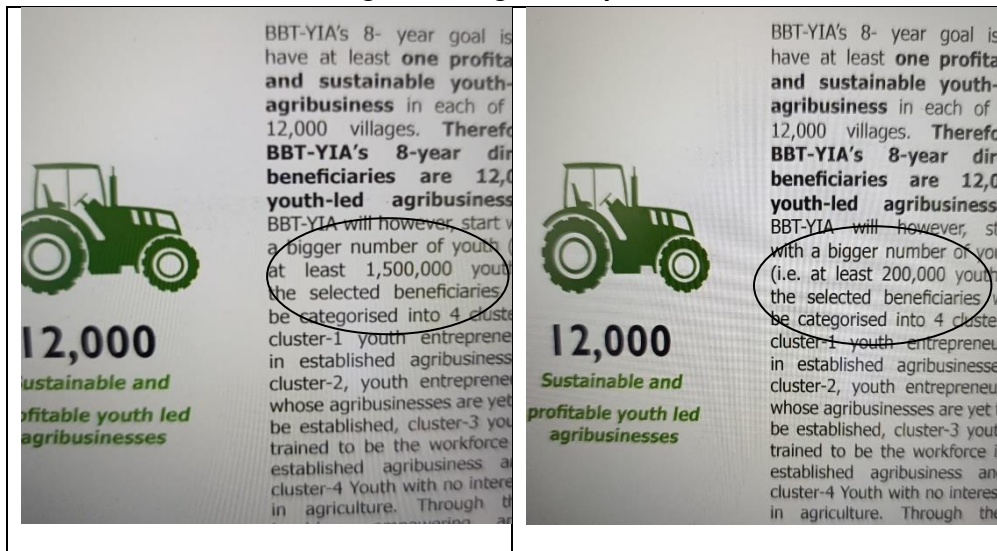 BBT-YIA's 8- year goal is
have at least one profita
and sustainable youth-
agribusiness in each of
12,000 villages. Therefo
BBT-YIA's 8-year dir
beneficiaries are 12,0
youth-led agribusiness
BBT-YIA will however, start w
a bigger number of youth (
at least 1,500,000 yout
the selected beneficiaries
be categorised into 4 cluste
cluster-1 youth entreprene
in established agribusiness
cluster-2, youth entreprene
whose agribusinesses are yet
be established, cluster-3 you
trained to be the workforce
established agribusiness a
cluster-4 Youth with no intere
in agriculture. Through th
12,000
ustainable and
ofitable youth led
agribusinesses
BBT-YIA's 8- year goal is
have at least one profita
and sustainable youth-
agribusiness in each of
12,000 villages. Therefo
BBT-YIA's 8-year dir
beneficiaries are 12,0
youth-led agribusiness
BBT-YIA will however, st
with a bigger number of you
(i.e. at least 200,000 youth
the selected beneficiaries
be categorised into 4 cluste
cluster-1 youth entrepreneu
in established agribusinesse
cluster-2, youth entrepreneu
whose agribusinesses are yet
be established, cluster-3 yout
trained to be the workforce i
established agribusiness an
cluster-4 Youth with no interes
in agriculture. Through the
12,000
Sustainable and
profitable youth led
agribusinesses